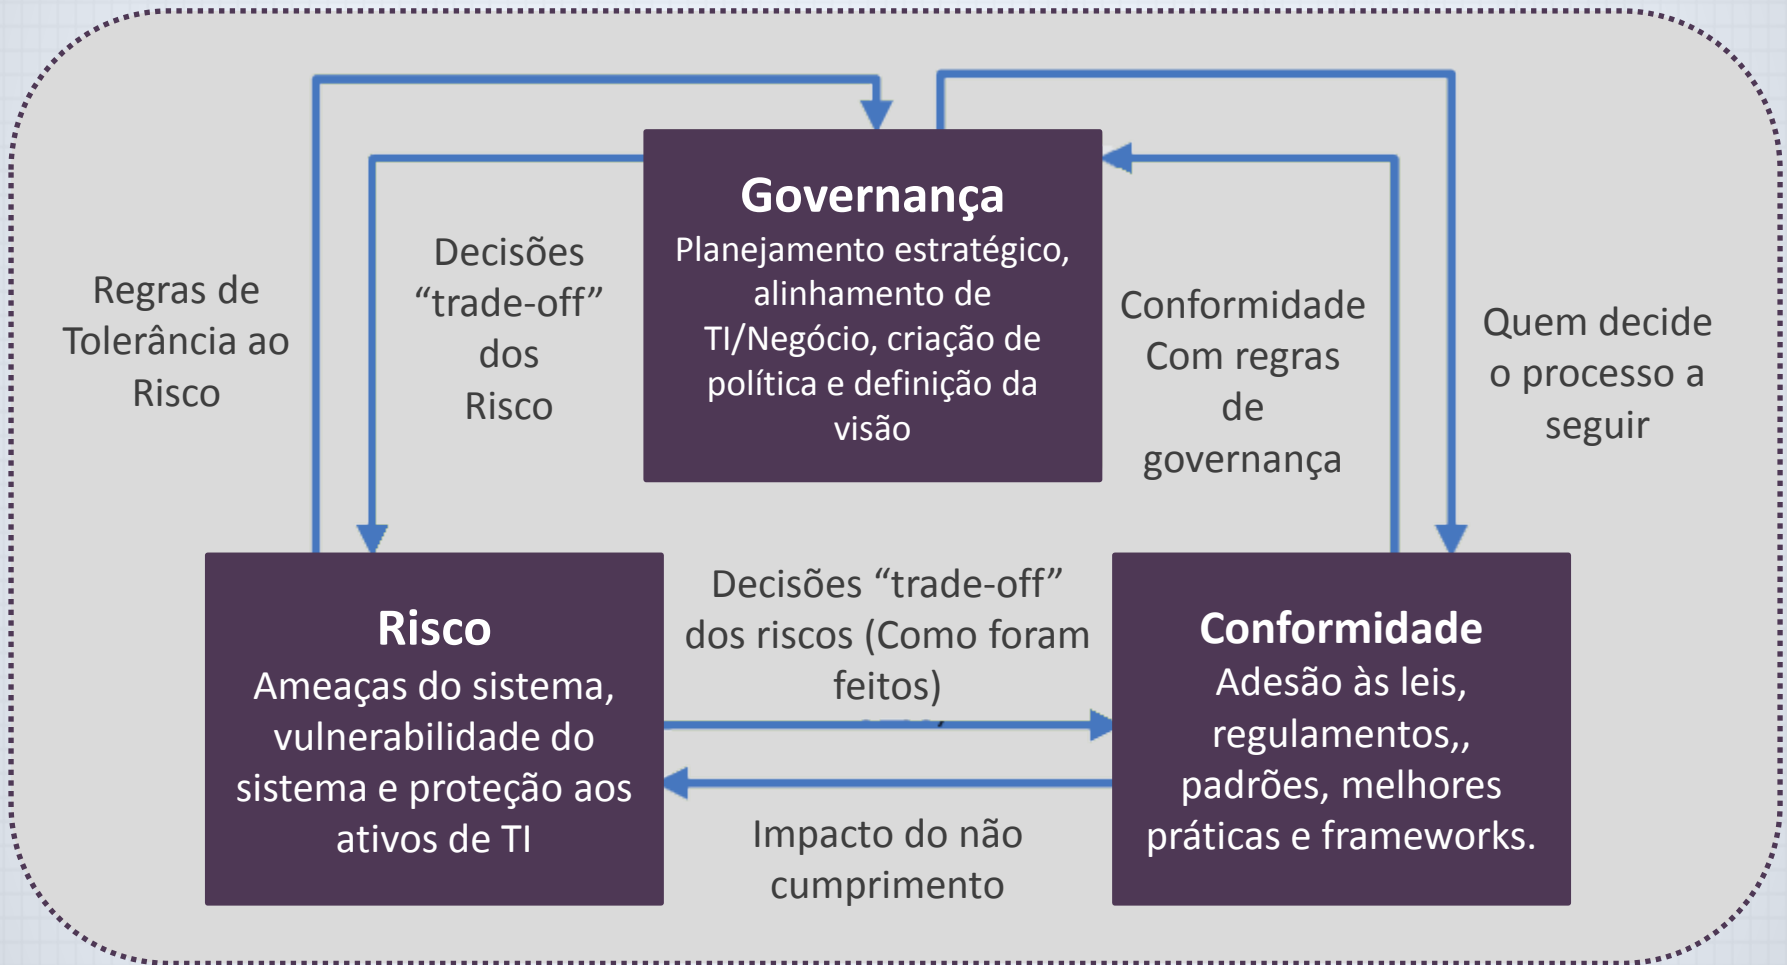 Governança
Planejamento estratégico,
alinhamento de
TI/Negócio, criação de
política e definição da
visão
Regras de
Tolerância ao
Risco
Decisões
“trade-off”
dos
Risco
Conformidade
Com regras
de
governança
Quem decide
o processo a
seguir
Risco
Ameaças do sistema,
vulnerabilidade do
sistema e proteção aos
ativos de TI
Decisões “trade-off”
dos riscos (Como foram
feitos)
Impacto do não
cumprimento
Conformidade
Adesão às leis,
regulamentos,,
padrões, melhores
práticas e frameworks.